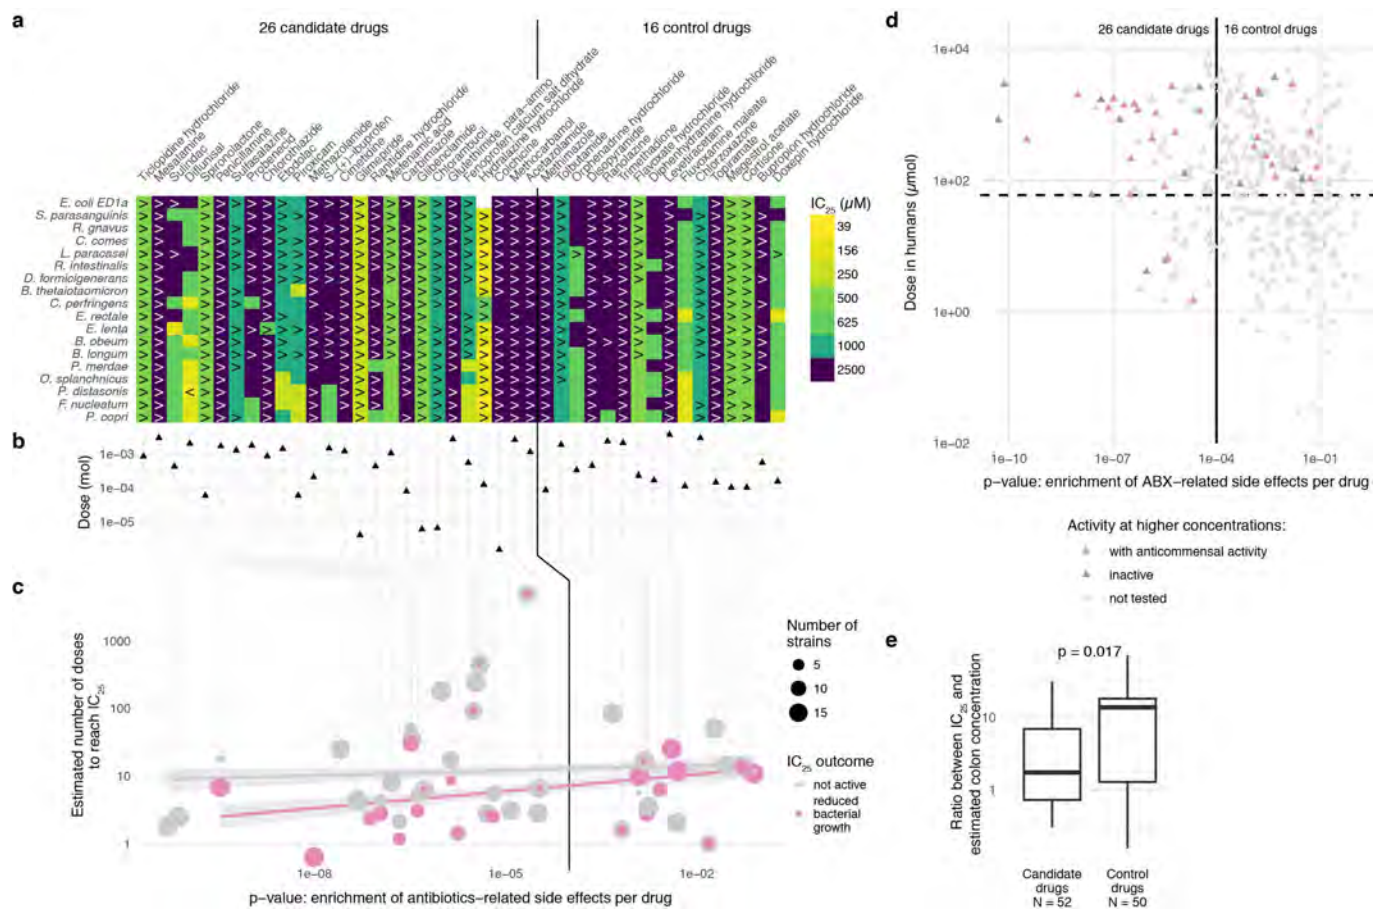 a
26 candidate drugs
16 control drugs
Ticlopidine hydrochloride
Mesalamine
Sulindac
Diflunisal
Spironolactone
Penicillamine
Sulfasalazine
Probenecid
Chlorothiazide
Etodolac
Piroxicam
Methazolamide
S-(+)-ibuprofen
Cimetidine
Glimepiride
Ranitidine hydrochloride
Mefenamic acid
Carbimazole
Glibenclamide
Chlorambucil
Glutethimide, para-amino
Fenoprofen calcium salt dihydrate
Hydralazine hydrochloride
Colchicine
Methocarbamol
Acetazolamide
Methimazole
Tolbutamide
Orphenadrine hydrochloride
Disopyramide
Tolazoline
Trimethadione
Flavoxate hydrochloride
Diphenhydramine hydrochloride
Levetiracetam
Fluvoxamine maleate
Chlorzoxazone
Topiramate
Megestrol acetate
Cortisone
Bupropion hydrochloride
Doxepin hydrochloride
E. coli ED1a
S. parasanguinis
R. gnavus
C. comes
L. paracasei
R. intestinalis
D. formicigenerans
B. thetaiotaomicron
C. perfringens
E. rectale
E. lenta
B. obeum
B. longum
P. merdae
O. splanchnicus
P. distasonis
F. nucleatum
P. copri
IC25 (µM)
39
156
250
500
625
1000
2500
b
Dose (mol)
1e−03
1e−04
1e−05
c
Estimated number of doses
to reach IC25
1000
100
10
1
1e−08
1e−05
1e−02
p−value: enrichment of antibiotics−related side effects per drug
Number of
strains
5
10
15
IC25 outcome
not active
reduced
bacterial
growth
d
26 candidate drugs
16 control drugs
Dose in humans (µmol)
1e+04
1e+02
1e+00
1e−02
1e−10
1e−07
1e−04
1e−01
p−value: enrichment of ABX−related side effects per drug
Activity at higher concentrations:
with anticommensal activity
inactive
not tested
e
p = 0.017
Ratio between IC25 and
estimated colon concentration
10
1
Candidate
drugs
N = 52
Control
drugs
N = 50